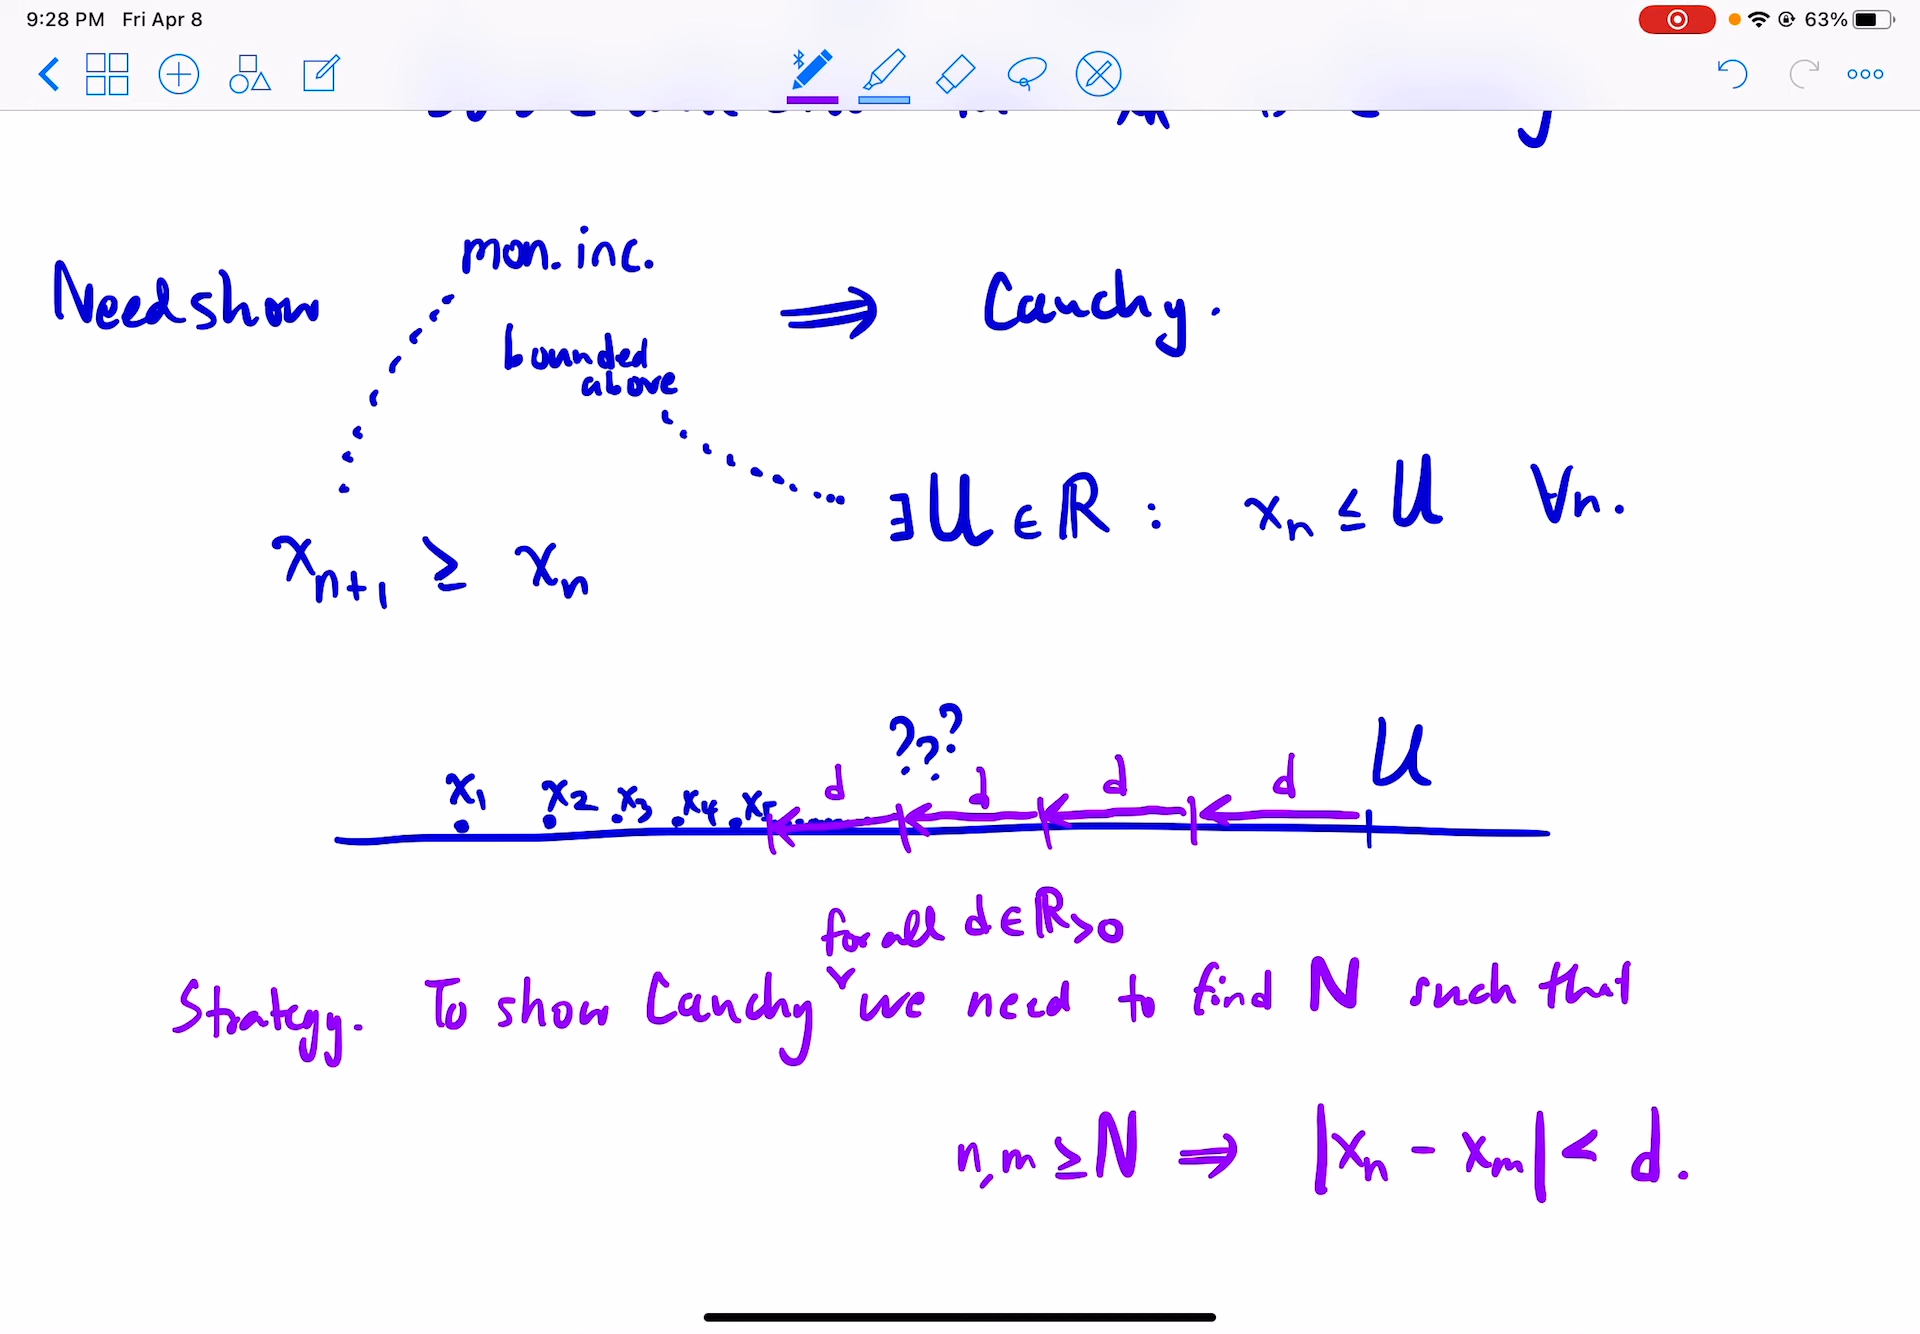 9:28 PM Fri Apr 8 63%
mon. inc.
Need show ⟹ Cauchy.
bounded
above
∃ U ∈ ℝ : xₙ ≤ U ∀n.
xₙ₊₁ ≥ xₙ
???
U
d d d d
x₁ x₂ x₃ x₄ x₅
for all d ∈ ℝ>0
Strategy. To show Cauchy ˅ we need to find N such that
n,m ≥ N ⟹ |xₙ - xₘ| < d.